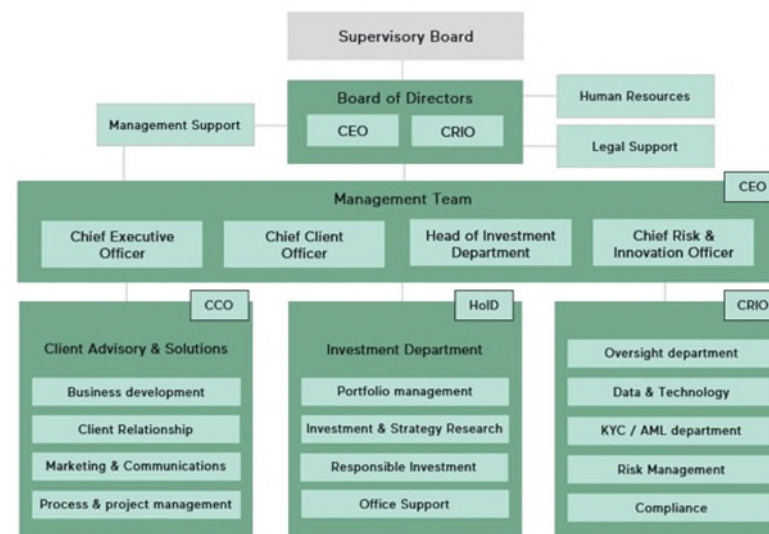 Supervisory Board
Board of Directors
CEO
CRIO
Human Resources
Legal Support
Management Support
CEO
Management Team
Chief Executive
Officer
Chief Client
Officer
Head of Investment
Department
Chief Risk &
Innovation Officer
CCO
Client Advisory & Solutions
Business development
Client Relationship
Marketing & Communications
Process & project management
HoID
Investment Department
Portfolio management
Investment & Strategy Research
Responsible Investment
Office Support
CRIO
Oversight department
Data & Technology
KYC / AML department
Risk Management
Compliance